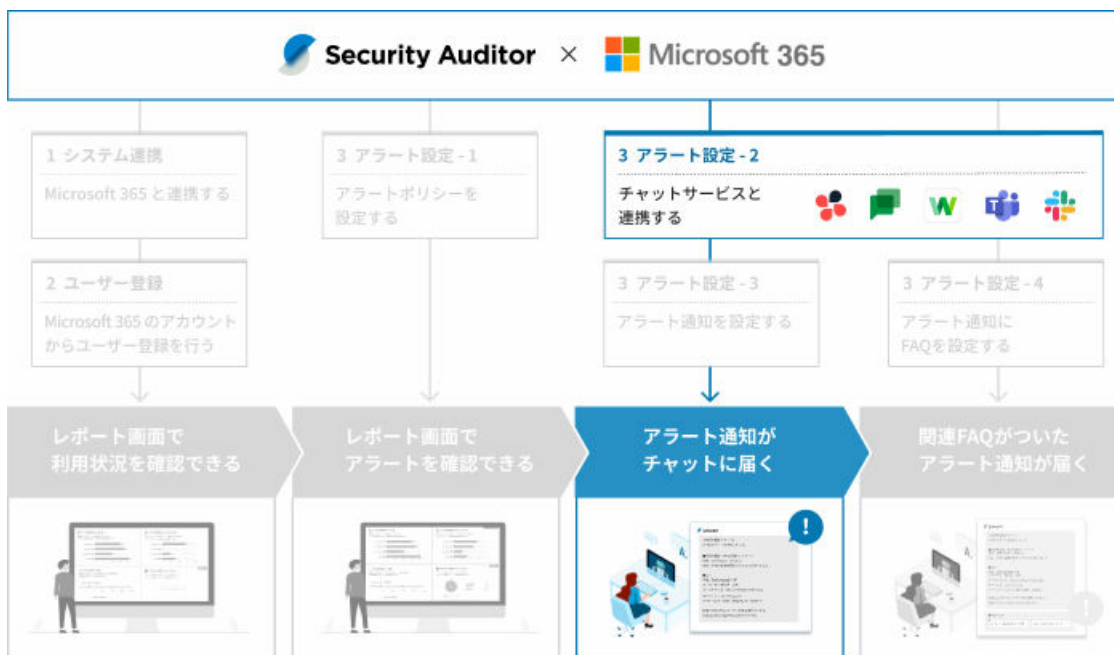 Security Auditor × Microsoft 365
1 システム連携
Microsoft 365 と連携する
2 ユーザー登録
Microsoft 365 のアカウント
からユーザー登録を行う
3 アラート設定 - 1
アラートポリシーを
設定する
3 アラート設定 - 2
チャットサービスと
連携する
3 アラート設定 - 3
アラート通知を設定する
3 アラート設定 - 4
アラート通知に
FAQを設定する
レポート画面で
利用状況を確認できる
レポート画面で
アラートを確認できる
アラート通知が
チャットに届く
関連FAQがついた
アラート通知が届く